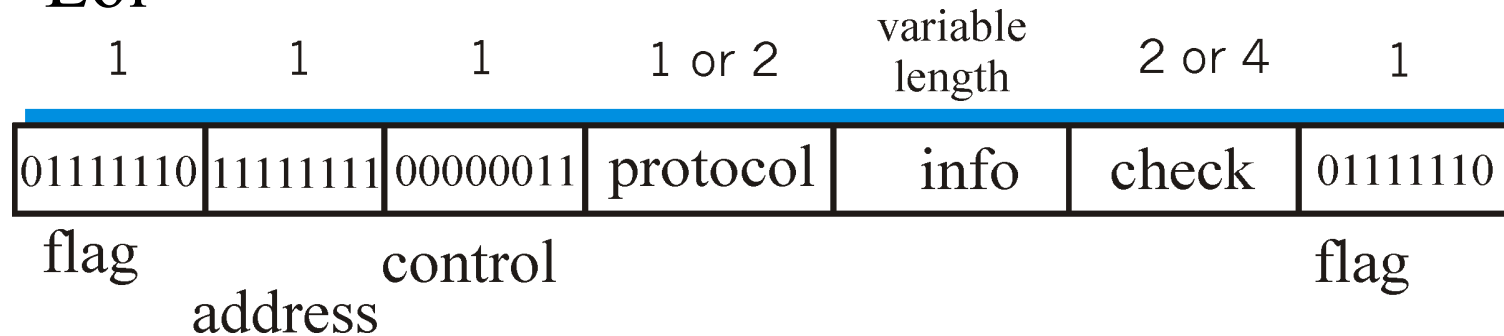 1 1 1 1 or 2 variable length 2 or 4 1
01111110 11111111 00000011 protocol info check 01111110
flag address control flag